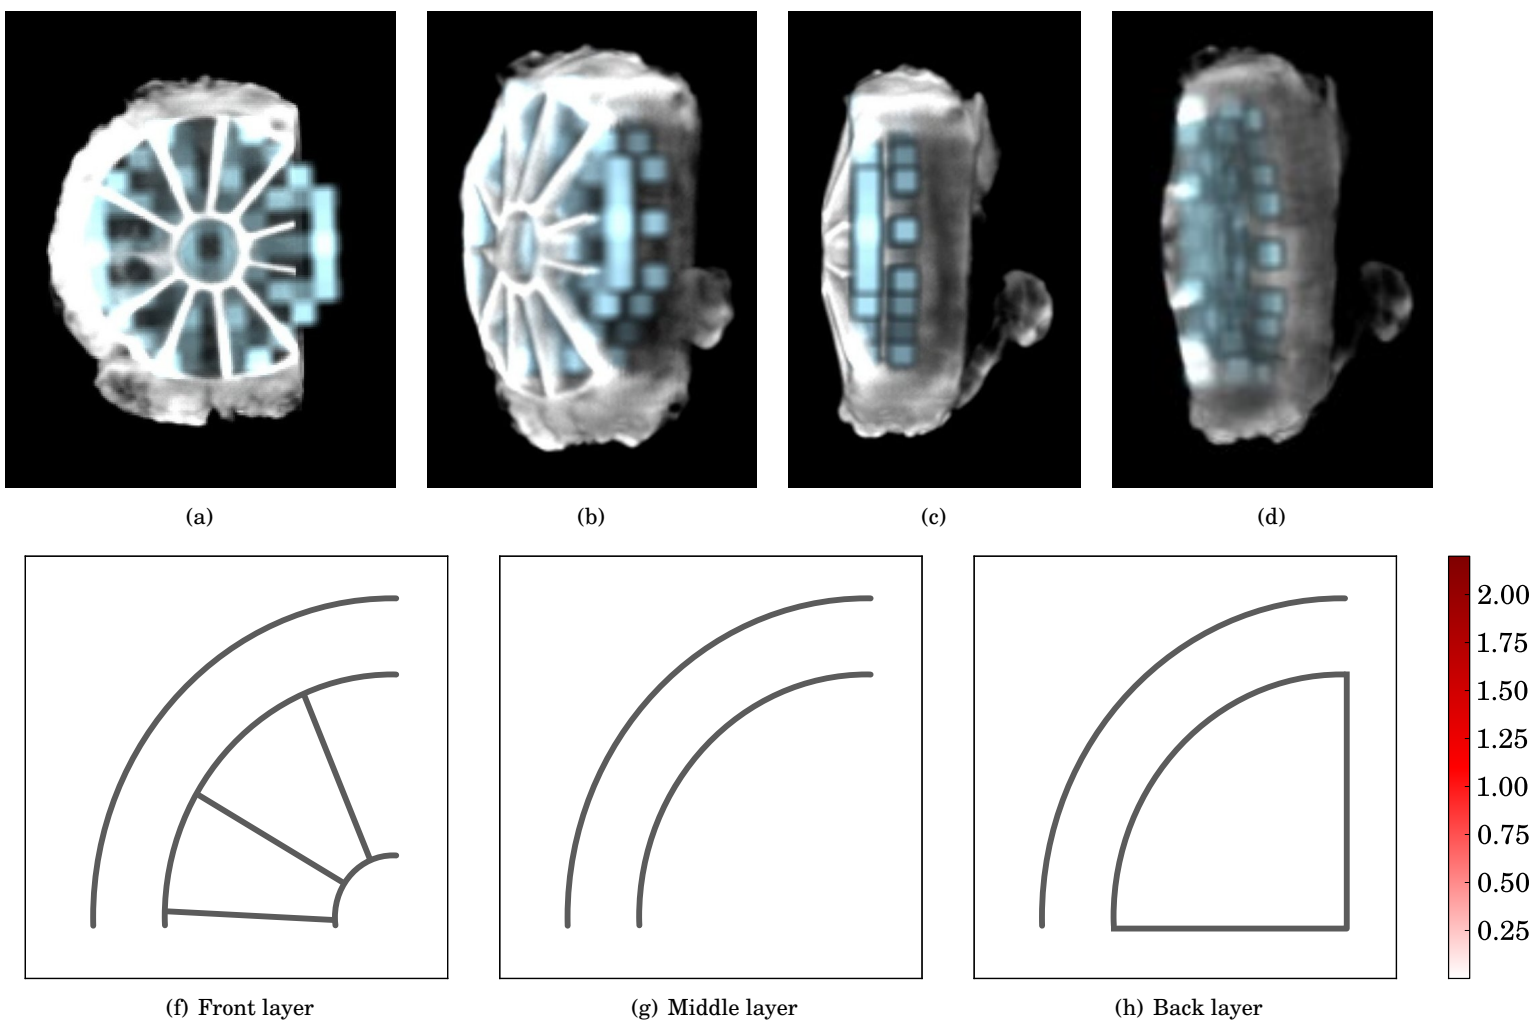 (a)
(b)
(c)
(d)
2.00
1.75
1.50
1.25
1.00
0.75
0.50
0.25
(f) Front layer
(g) Middle layer
(h) Back layer